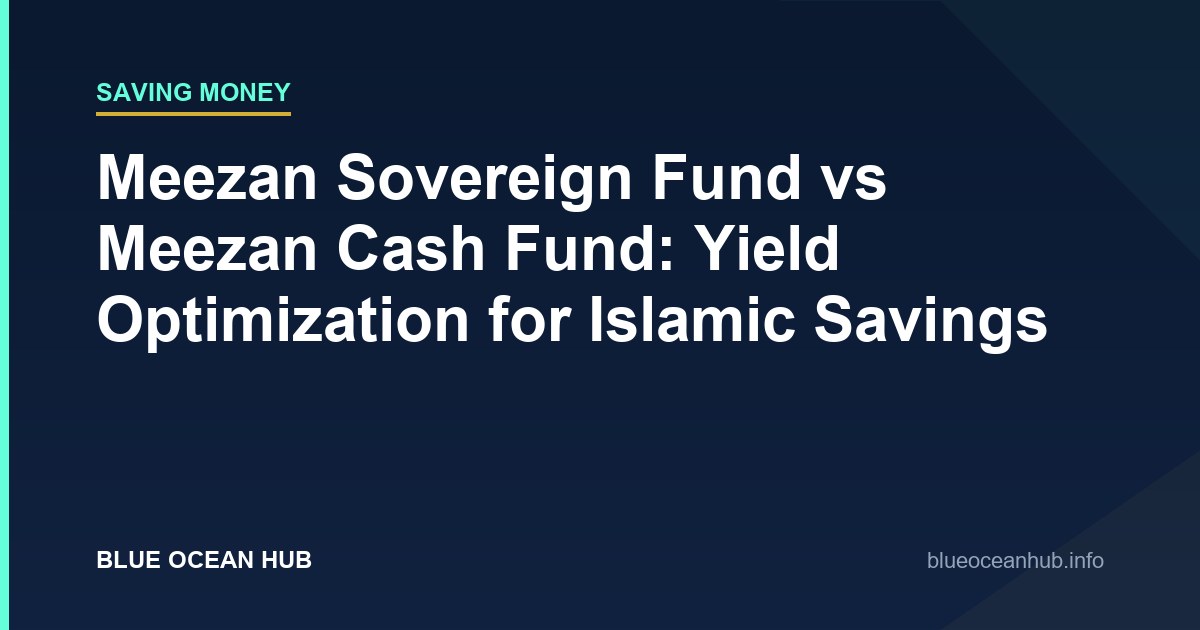 SAVING MONEY
Meezan Sovereign Fund vs
Meezan Cash Fund: Yield
Optimization for Islamic Savings
BLUE OCEAN HUB
blueoceanhub.info